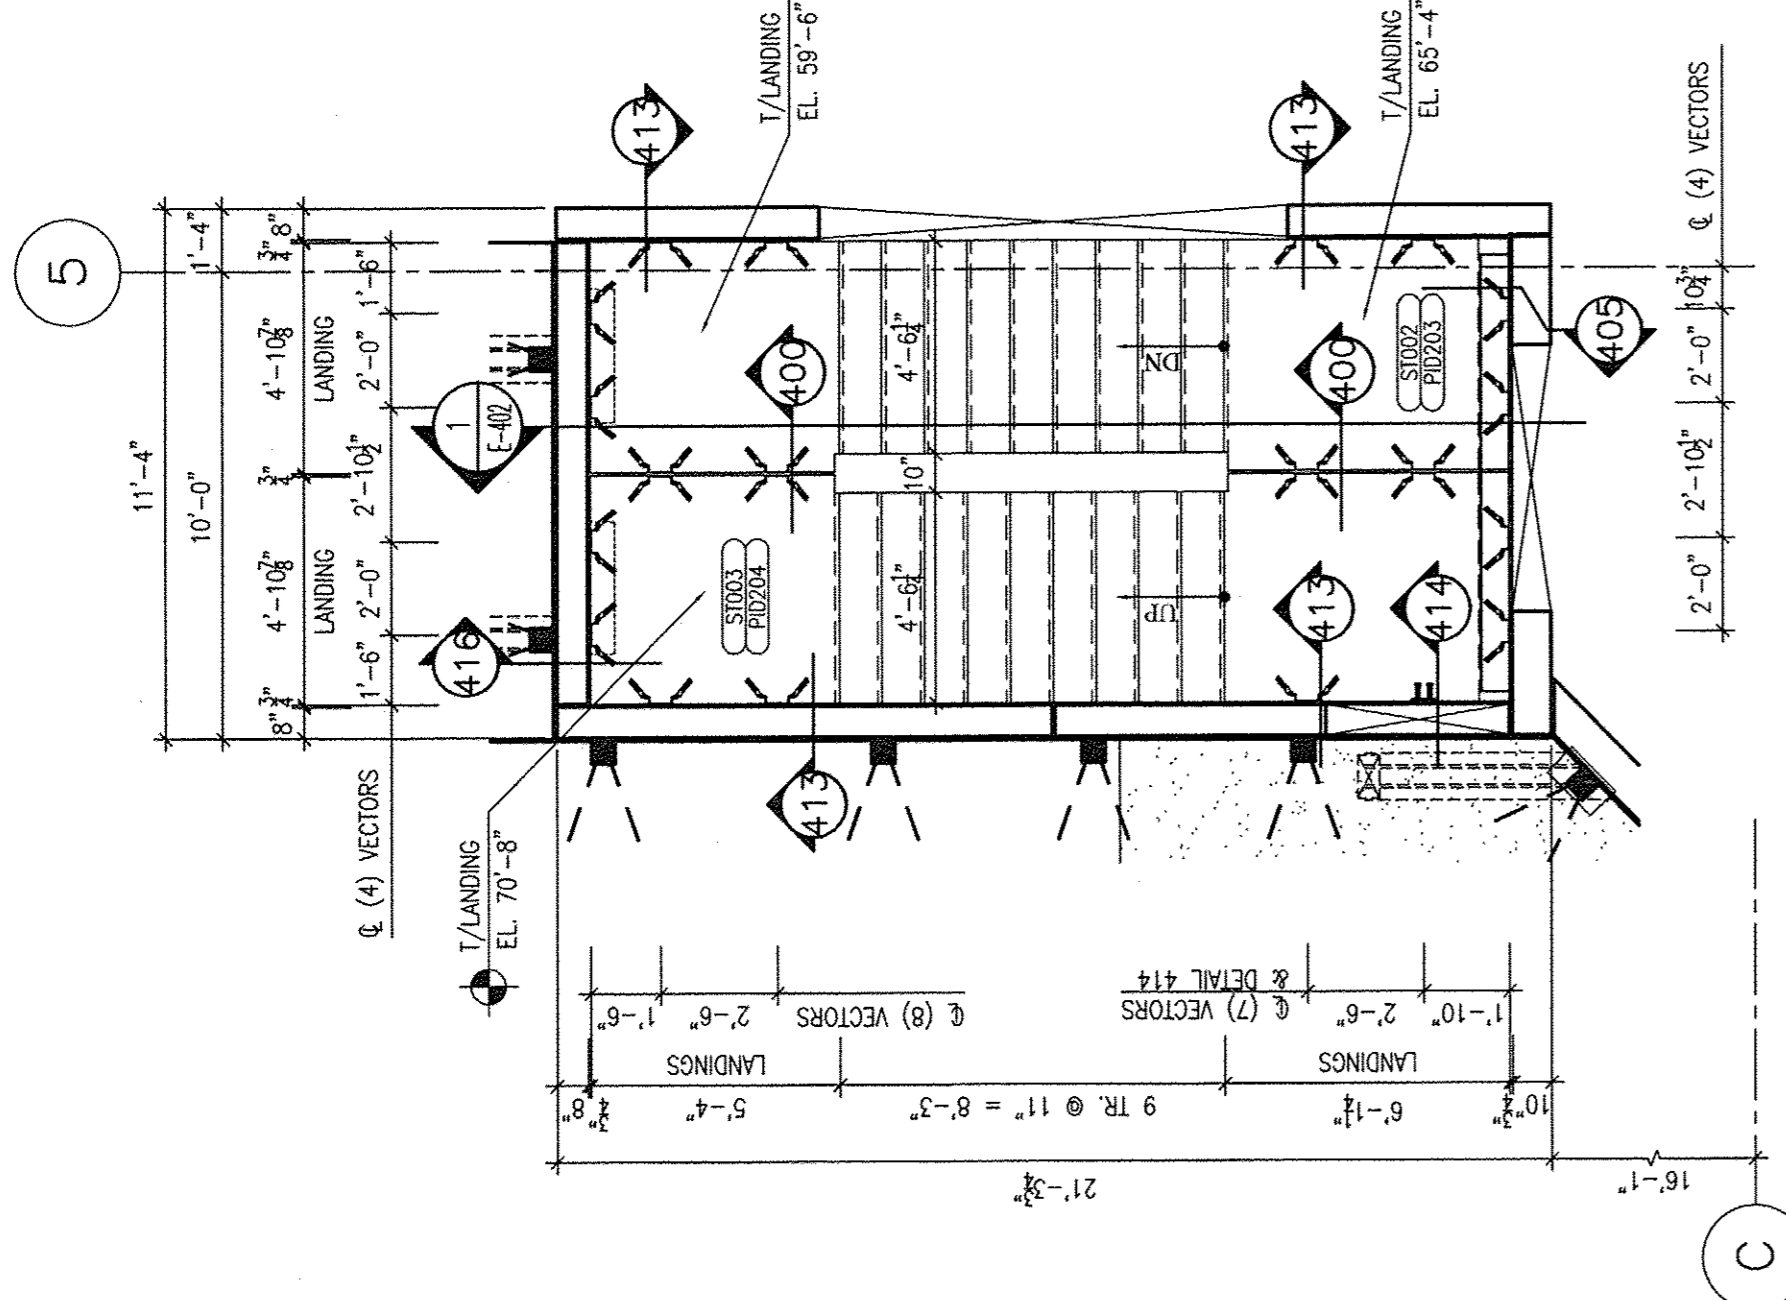 5
11'-4"
10'-0"
1'-4"
8"
3/4"
4'-10 7/8"
3/4"
4'-10 7/8"
3/4"
8"
LANDING
LANDING
1'-6"
2'-0"
2'-10 1/2"
2'-0"
1'-6"
℄ (4) VECTORS
1
E-402
416
413
413
T/LANDING
EL. 59'-6"
T/LANDING
EL. 65'-4"
T/LANDING
EL. 70'-8"
400
400
4'-6 1/4"
10"
4'-6 1/4"
DN
UP
ST003
PID204
ST002
PID203
413
414
413
405
℄ (4) VECTORS
10 3/4"
2'-0"
2'-10 1/2"
2'-0"
1'-6"
2'-6"
℄ (8) VECTORS
℄ (7) VECTORS
& DETAIL 414
2'-6"
1'-10"
LANDINGS
LANDINGS
8"
3/4"
5'-4"
9 TR. @ 11" = 8'-3"
6'-1 1/4"
3/4"
10"
21'-3 3/4"
16'-1"
C